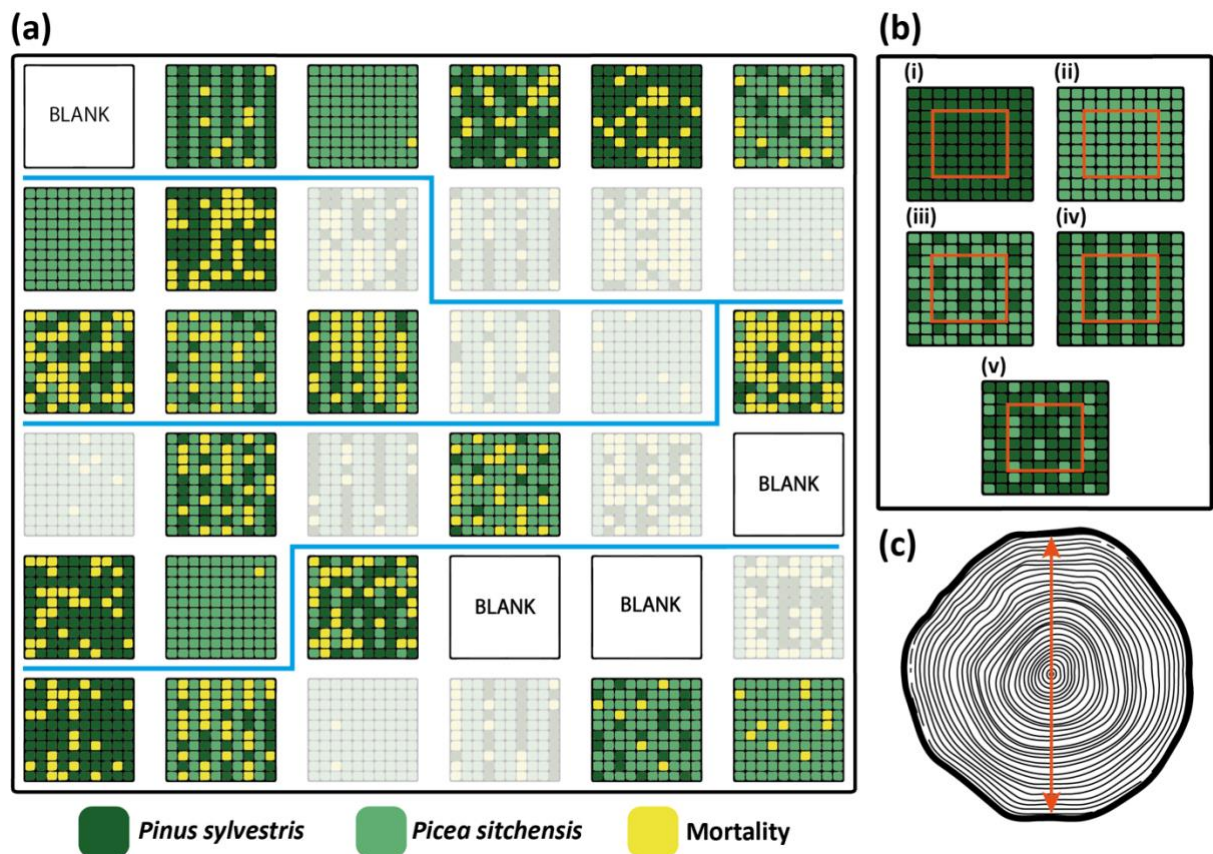 (a)
BLANK
BLANK
BLANK
BLANK
Pinus sylvestris
Picea sitchensis
Mortality
(b)
(i)
(ii)
(iii)
(iv)
(v)
(c)